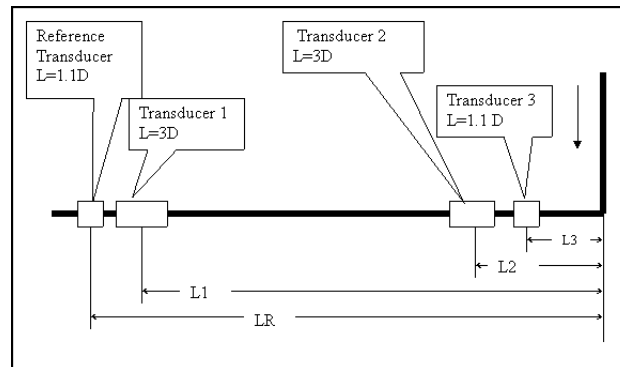 Reference
Transducer
L=1.1D
Transducer 1
L=3D
Transducer 2
L=3D
Transducer 3
L=1.1 D
L3
L2
L1
LR